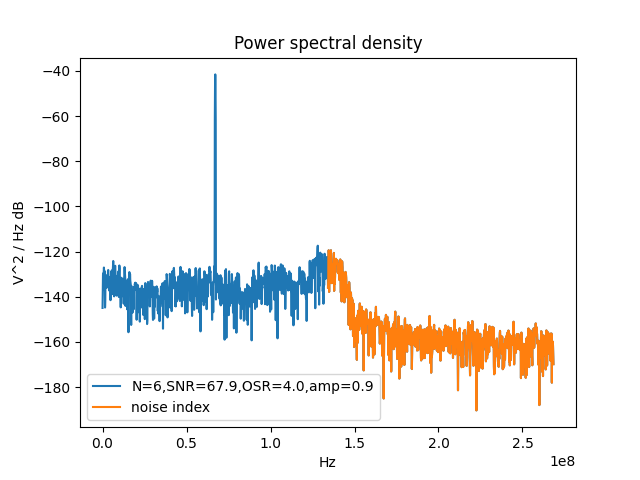 Power spectral density
V^2 / Hz dB
−40
−60
−80
−100
−120
−140
−160
−180
N=6,SNR=67.9,OSR=4.0,amp=0.9
noise index
0.0 0.5 1.0 1.5 2.0 2.5
1e8
Hz